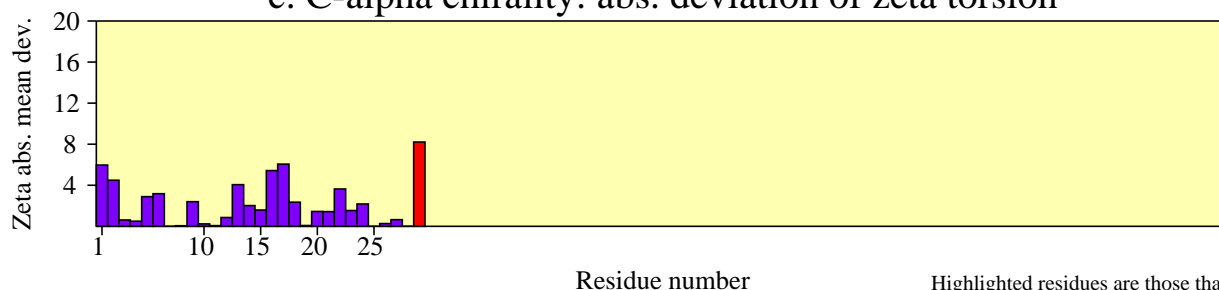 c. C-alpha chirality: abs. deviation of zeta torsion
Zeta abs. mean dev.
20
16
12
8
4
1 10 15 20 25
Residue number
Highlighted residues are those tha